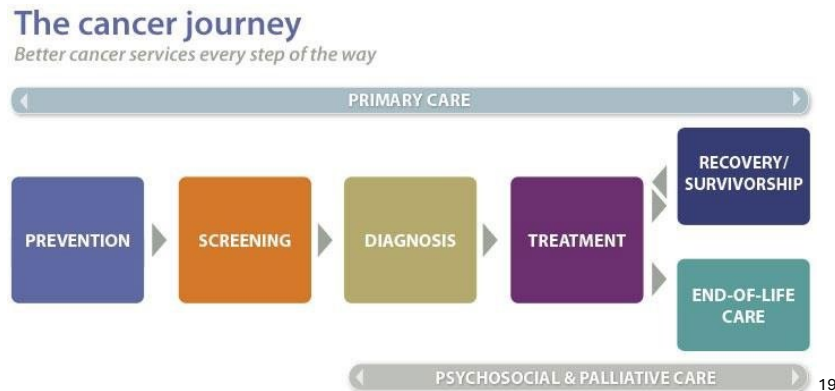 The cancer journey
Better cancer services every step of the way
PRIMARY CARE
PREVENTION
SCREENING
DIAGNOSIS
TREATMENT
RECOVERY/
SURVIVORSHIP
END-OF-LIFE
CARE
PSYCHOSOCIAL & PALLIATIVE CARE
19